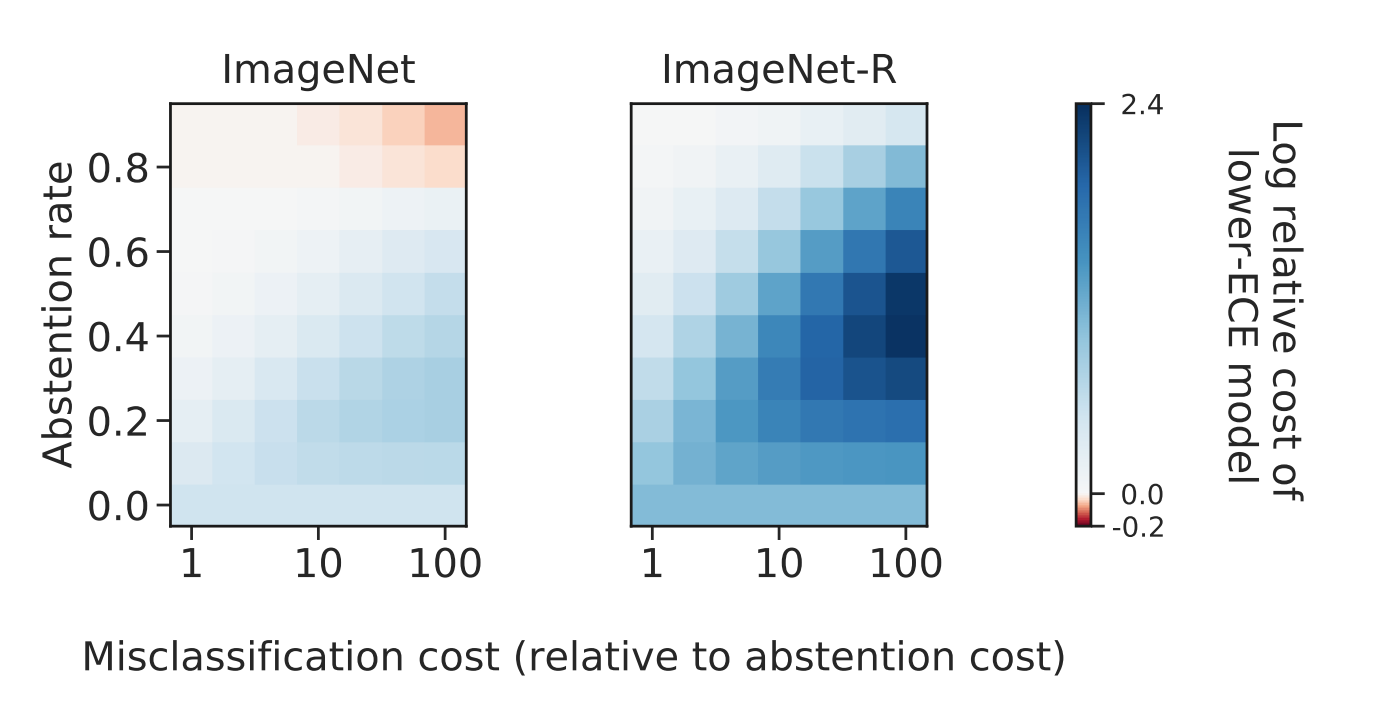 ImageNet
ImageNet-R
Abstention rate
0.8
0.6
0.4
0.2
0.0
1 10 100
1 10 100
Misclassification cost (relative to abstention cost)
2.4
0.0
-0.2
Log relative cost of
lower-ECE model